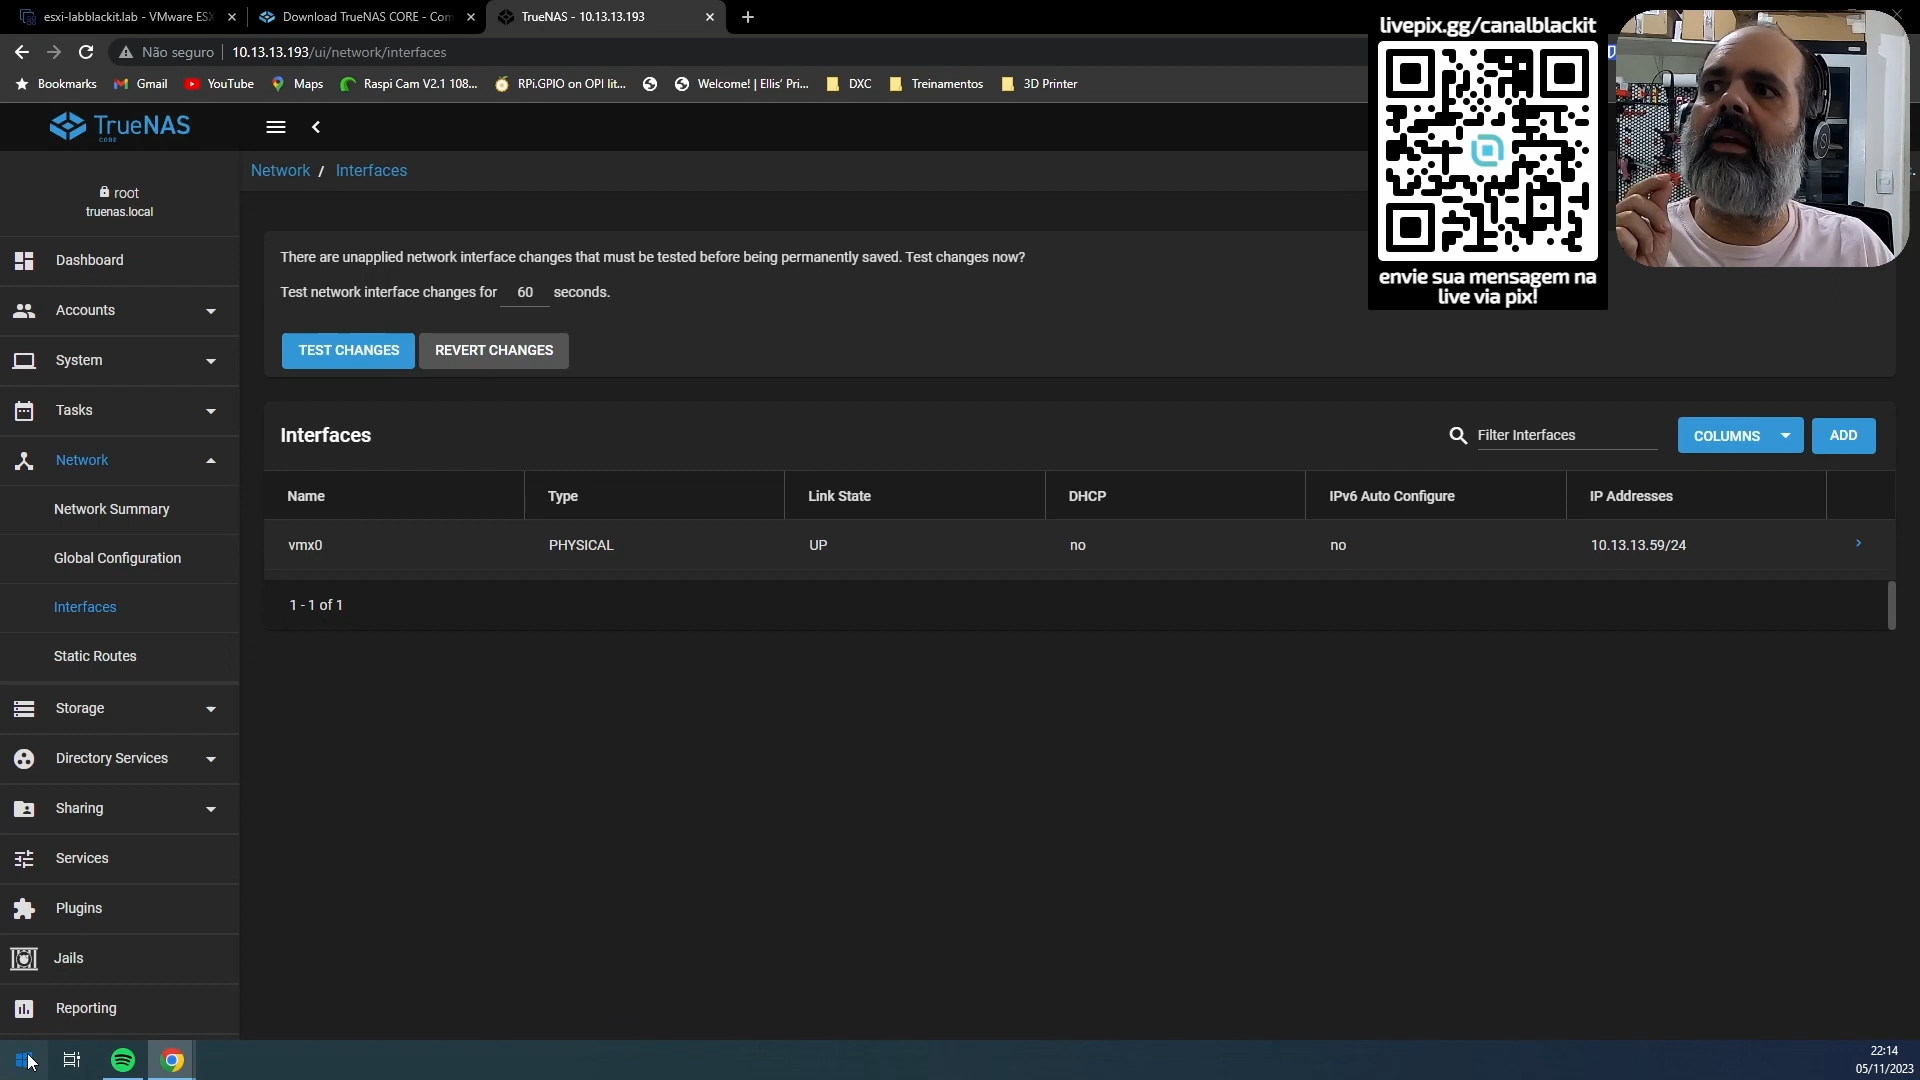 esxi-labblackit.lab - VMware ESX
Download TrueNAS CORE - Com
TrueNAS - 10.13.13.193
Não seguro
10.13.13.193/ui/network/interfaces
Bookmarks
Gmail
YouTube
Maps
Raspi Cam V2.1 108...
RPi.GPIO on OPI lit...
Welcome! | Ellis' Pri...
DXC
Treinamentos
3D Printer
livepix.gg/canalblackit
envie sua mensagem na
live via pix!
TrueNAS
CORE
root
truenas.local
Dashboard
Accounts
System
Tasks
Network
Network Summary
Global Configuration
Interfaces
Static Routes
Storage
Directory Services
Sharing
Services
Plugins
Jails
Reporting
Network / Interfaces
There are unapplied network interface changes that must be tested before being permanently saved. Test changes now?
Test network interface changes for 60 seconds.
TEST CHANGES
REVERT CHANGES
Interfaces
Filter Interfaces
COLUMNS
ADD
Name Type Link State DHCP IPv6 Auto Configure IP Addresses
vmx0 PHYSICAL UP no no 10.13.13.59/24
1 - 1 of 1
22:14
05/11/2023